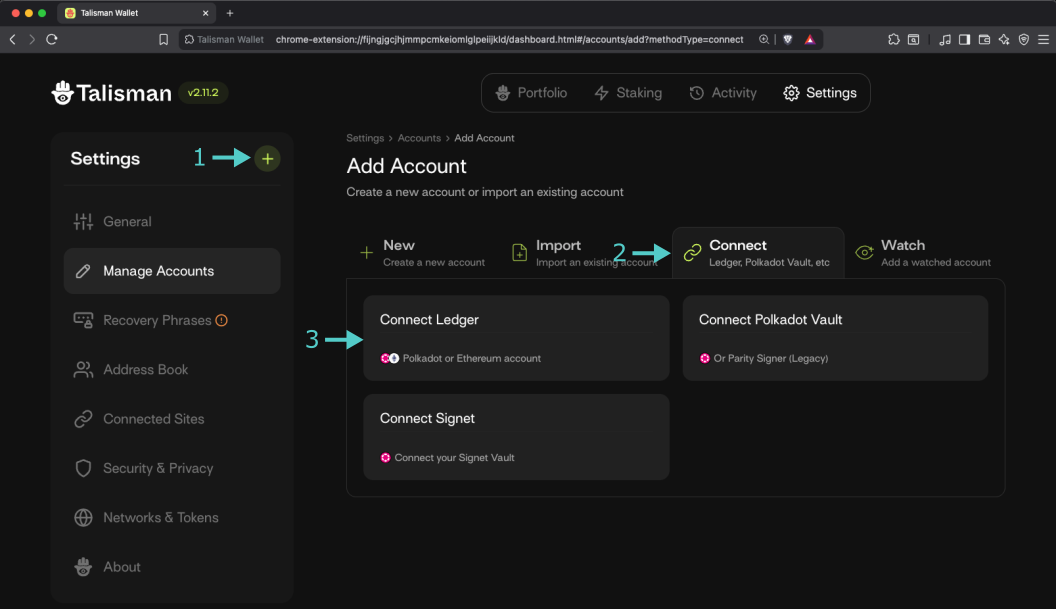 Talisman Wallet
Talisman Wallet chrome-extension://fijngjgcjhjmmpcmkeiomlglpeiijkld/dashboard.html#/accounts/add?methodType=connect
Talisman v2.11.2
Portfolio Staking Activity Settings
Settings 1
General
Manage Accounts
Recovery Phrases
Address Book
Connected Sites
Security & Privacy
Networks & Tokens
About
Settings > Accounts > Add Account
Add Account
Create a new account or import an existing account
New
Create a new account
Import
Import an existing account
2
Connect
Ledger, Polkadot Vault, etc
Watch
Add a watched account
3
Connect Ledger
Polkadot or Ethereum account
Connect Polkadot Vault
Or Parity Signer (Legacy)
Connect Signet
Connect your Signet Vault